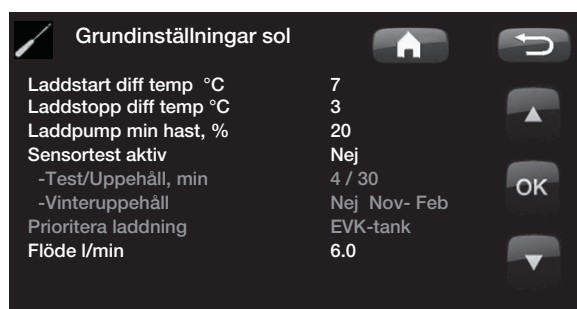 Grundinställningar sol
Laddstart diff temp °C 7
Laddstopp diff temp °C 3
Laddpump min hast, % 20
Sensortest aktiv Nej
-Test/Uppehåll, min 4 / 30
-Vinteruppehåll Nej Nov- Feb
Prioritera laddning EVK-tank
Flöde l/min 6.0
OK